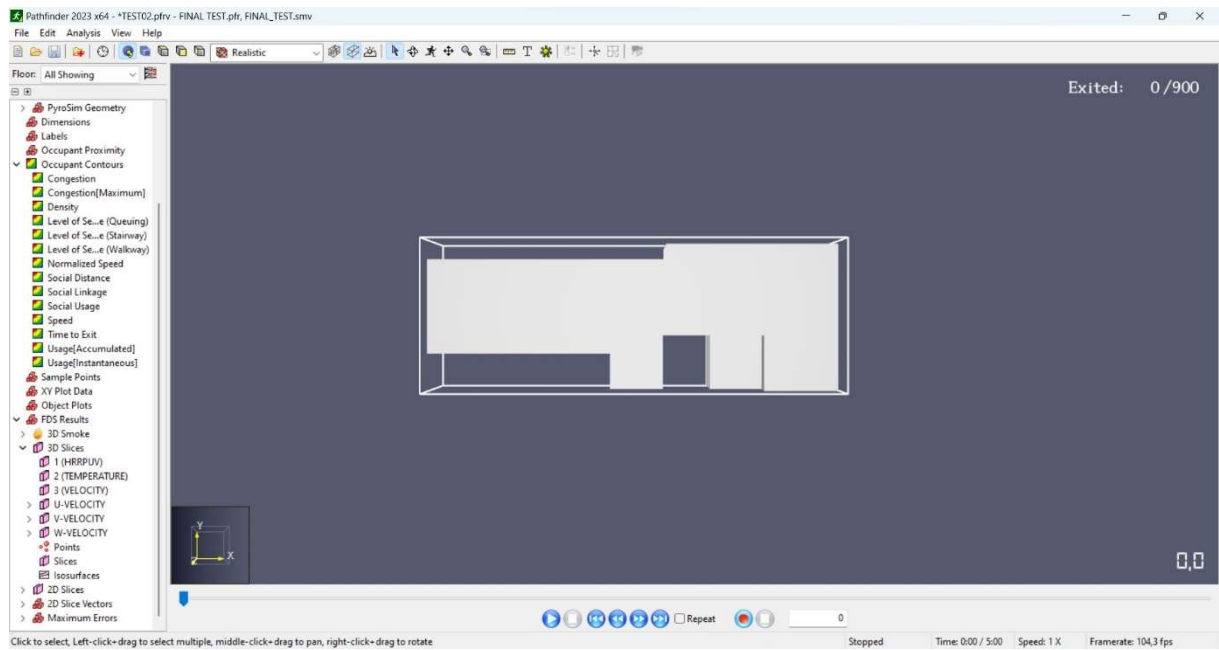 Pathfinder 2023 x64 - *TEST02.pfrv - FINAL TEST.pfr, FINAL_TEST.smv
File Edit Analysis View Help
Realistic
Floor: All Showing
Exited: 0/900
PyroSim Geometry
Dimensions
Labels
Occupant Proximity
Occupant Contours
Congestion
Congestion[Maximum]
Density
Level of Se...e (Queuing)
Level of Se...e (Stairway)
Level of Se...e (Walkway)
Normalized Speed
Social Distance
Social Linkage
Social Usage
Speed
Time to Exit
Usage[Accumulated]
Usage[Instantaneous]
Sample Points
XY Plot Data
Object Plots
FDS Results
3D Smoke
3D Slices
1 (HRRPUV)
2 (TEMPERATURE)
3 (VELOCITY)
U-VELOCITY
V-VELOCITY
W-VELOCITY
Points
Slices
Isosurfaces
2D Slices
2D Slice Vectors
Maximum Errors
Y
Z
X
0,0
Repeat
0
Click to select, Left-click+drag to select multiple, middle-click+drag to pan, right-click+drag to rotate
Stopped
Time: 0:00 / 5:00
Speed: 1 X
Framerate: 104,3 fps